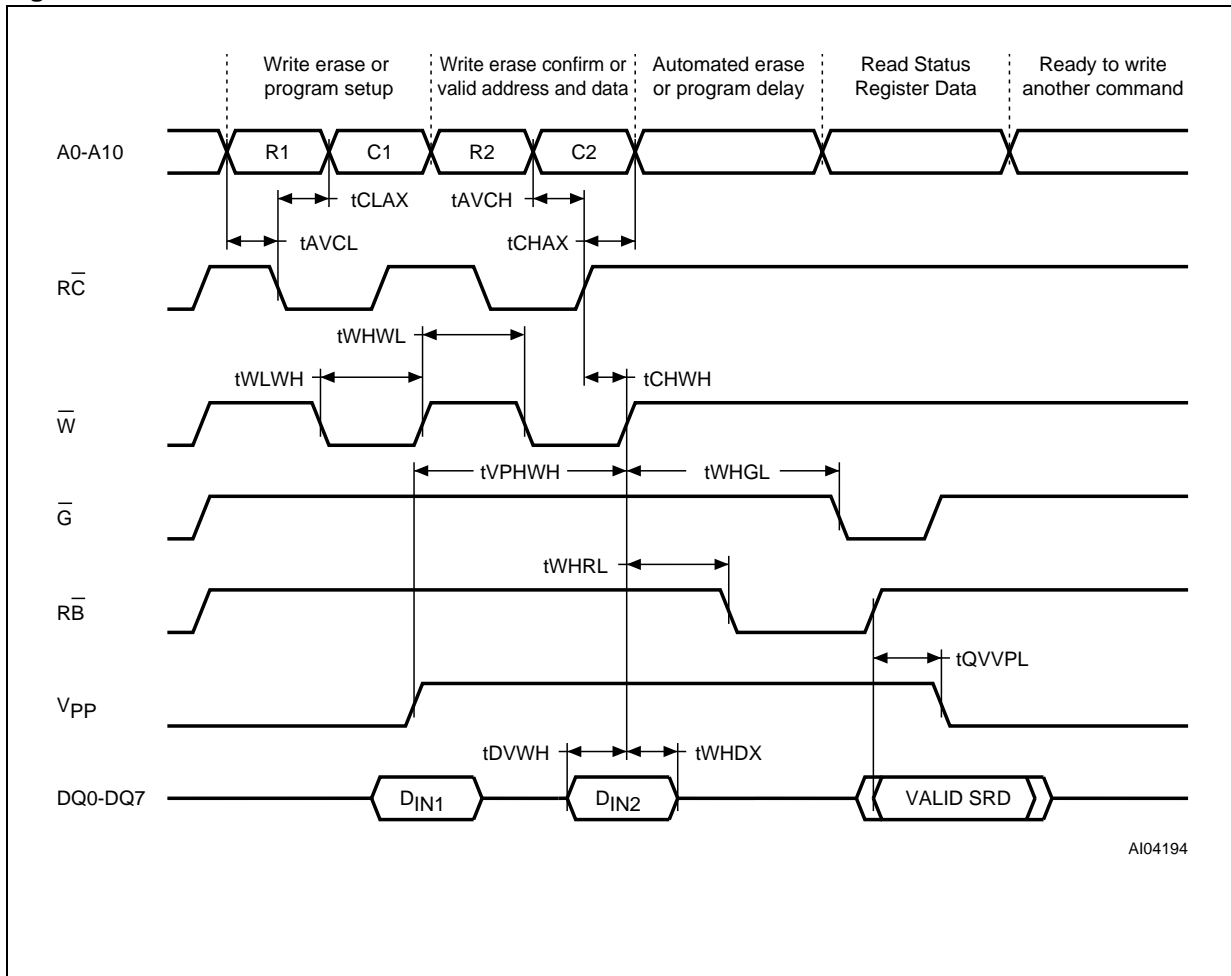 Write erase or
program setup
Write erase confirm or
valid address and data
Automated erase
or program delay
Read Status
Register Data
Ready to write
another command
A0-A10
R1
C1
R2
C2
tCLAX
tAVCH
tAVCL
tCHAX
RC̅
tWHWL
tWLWH
tCHWH
W̅
tVPHWH
tWHGL
G̅
tWHRL
RB̅
tQVVPL
VPP
tDVWH
tWHDX
DQ0-DQ7
DIN1
DIN2
VALID SRD
AI04194